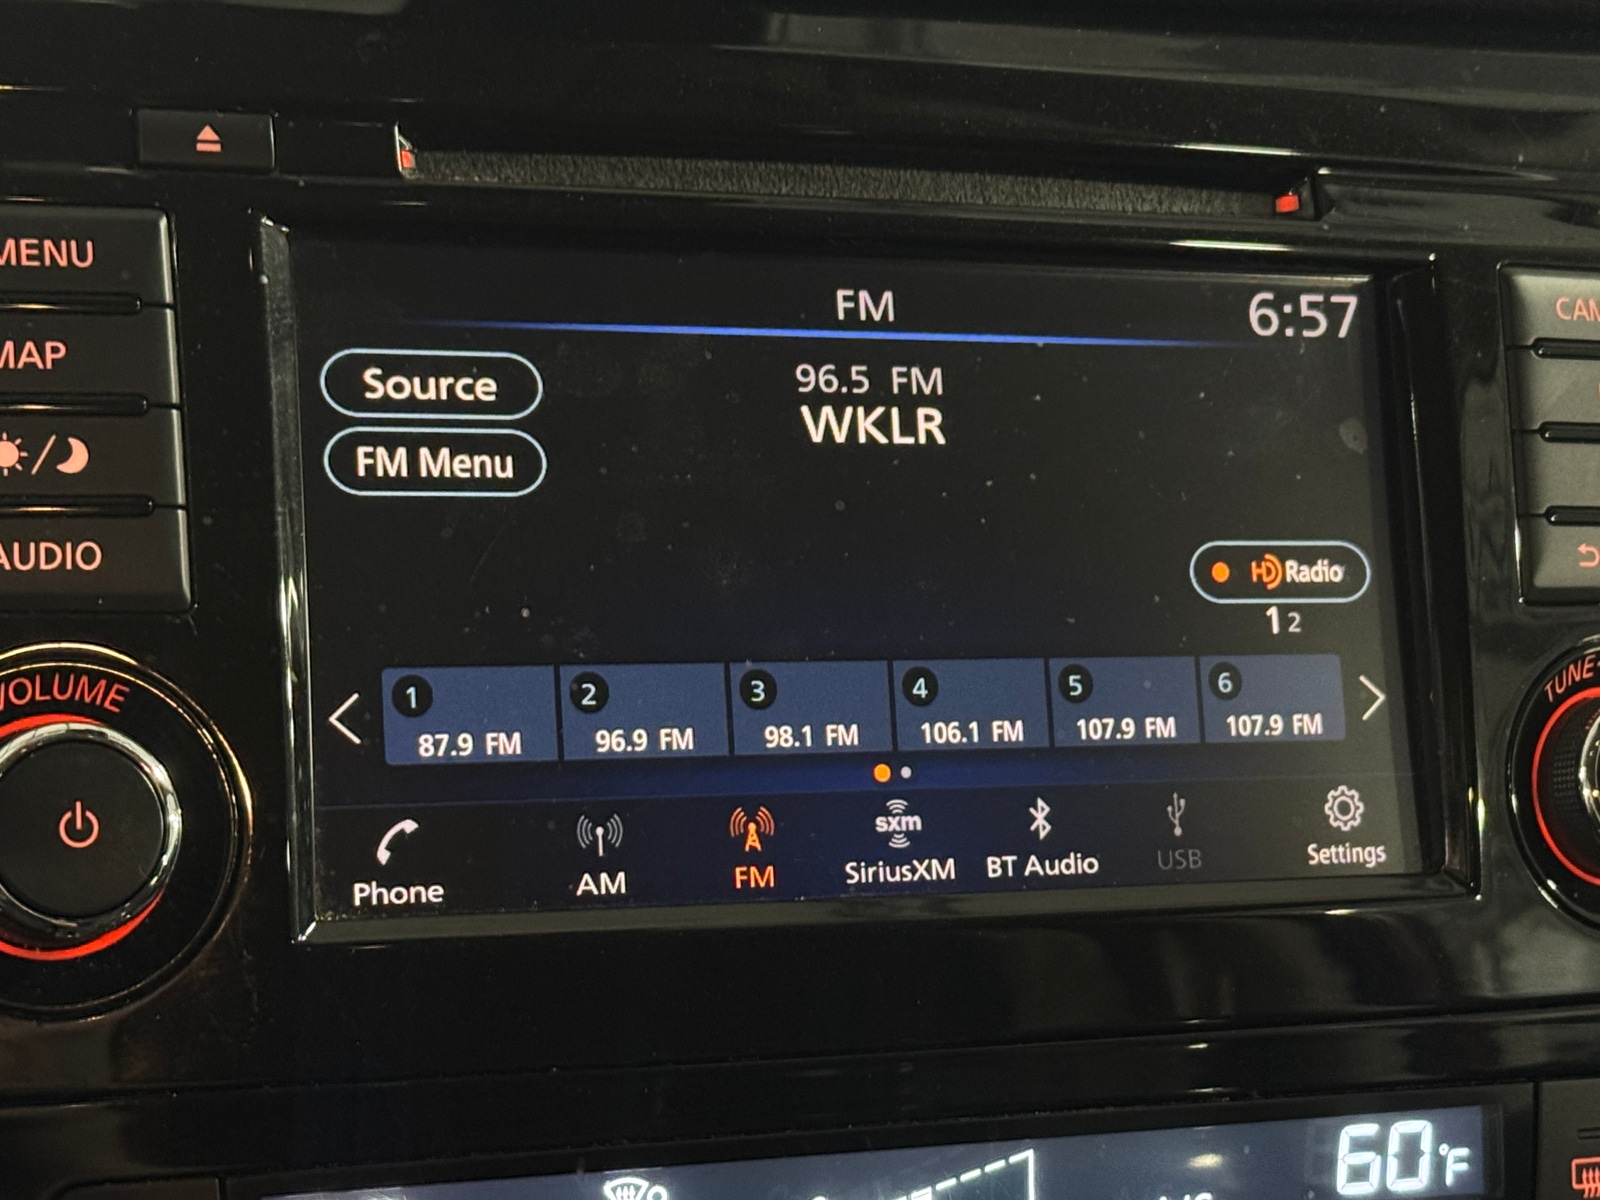 MENU
MAP
AUDIO
VOLUME
FM
6:57
Source
FM Menu
96.5 FM
WKLR
HD Radio
1 2
1 87.9 FM
2 96.9 FM
3 98.1 FM
4 106.1 FM
5 107.9 FM
6 107.9 FM
Phone
AM
FM
sxm
SiriusXM
BT Audio
USB
Settings
CAM
TUNE
60°F